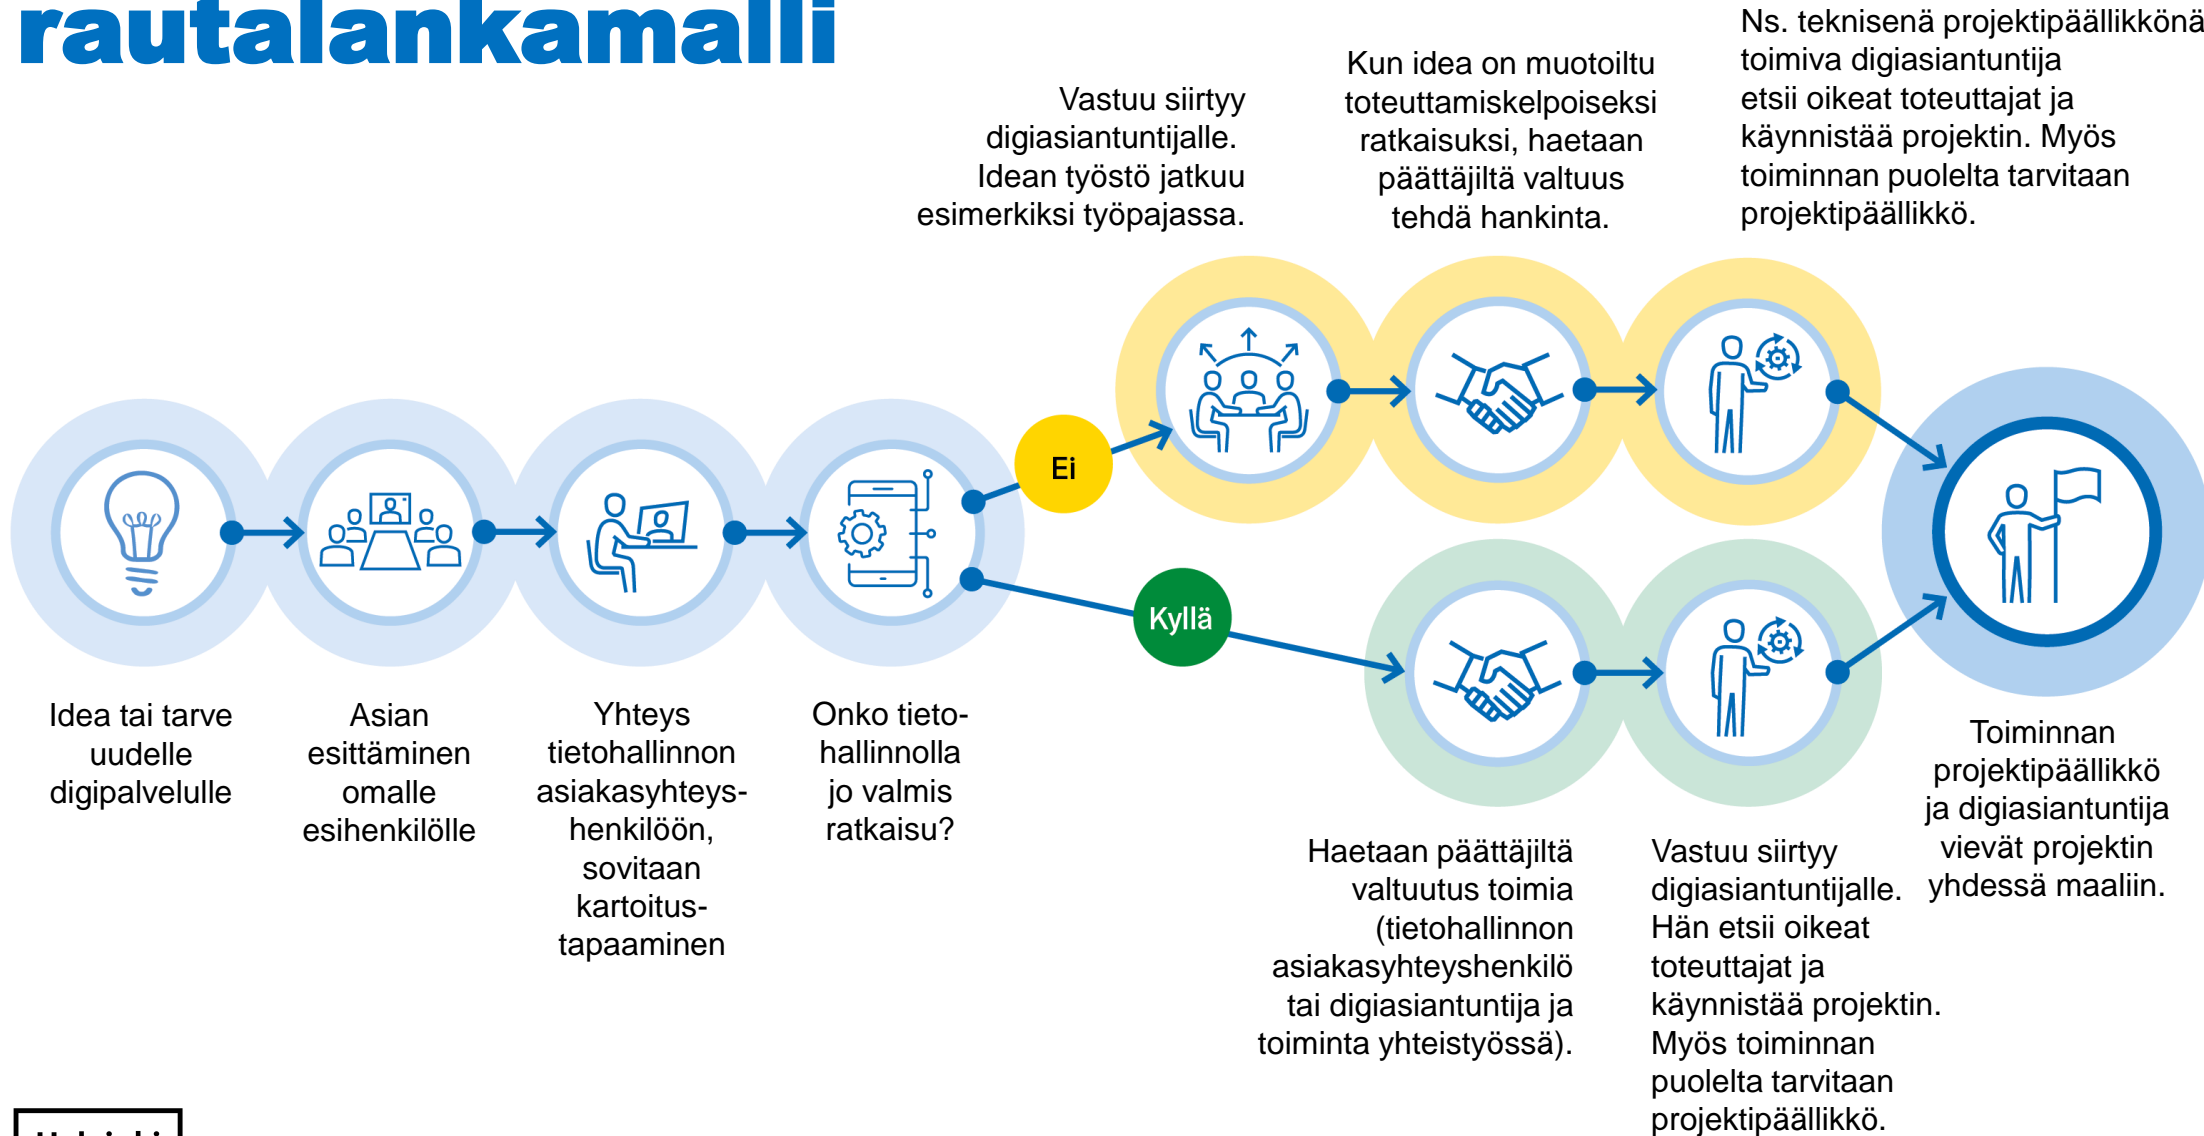 rautalankamalli
Vastuu siirtyy
digiasiantuntijalle.
Idean työstö jatkuu
esimerkiksi työpajassa.
Kun idea on muotoiltu
toteuttamiskelpoiseksi
ratkaisuksi, haetaan
päättäjiltä valtuus
tehdä hankinta.
Ns. teknisenä projektipäällikkönä
toimiva digiasiantuntija
etsii oikeat toteuttajat ja
käynnistää projektin. Myös
toiminnan puolelta tarvitaan
projektipäällikkö.
Ei
Kyllä
Idea tai tarve
uudelle
digipalvelulle
Asian
esittäminen
omalle
esihenkilölle
Yhteys
tietohallinnon
asiakasyhteys-
henkilöön,
sovitaan
kartoitus-
tapaaminen
Onko tieto-
hallinnolla
jo valmis
ratkaisu?
Haetaan päättäjiltä
valtuutus toimia
(tietohallinnon
asiakasyhteyshenkilö
tai digiasiantuntija ja
toiminta yhteistyössä).
Vastuu siirtyy
digiasiantuntijalle.
Hän etsii oikeat
toteuttajat ja
käynnistää projektin.
Myös toiminnan
puolelta tarvitaan
projektipäällikkö.
Toiminnan
projektipäällikkö
ja digiasiantuntija
vievät projektin
yhdessä maaliin.